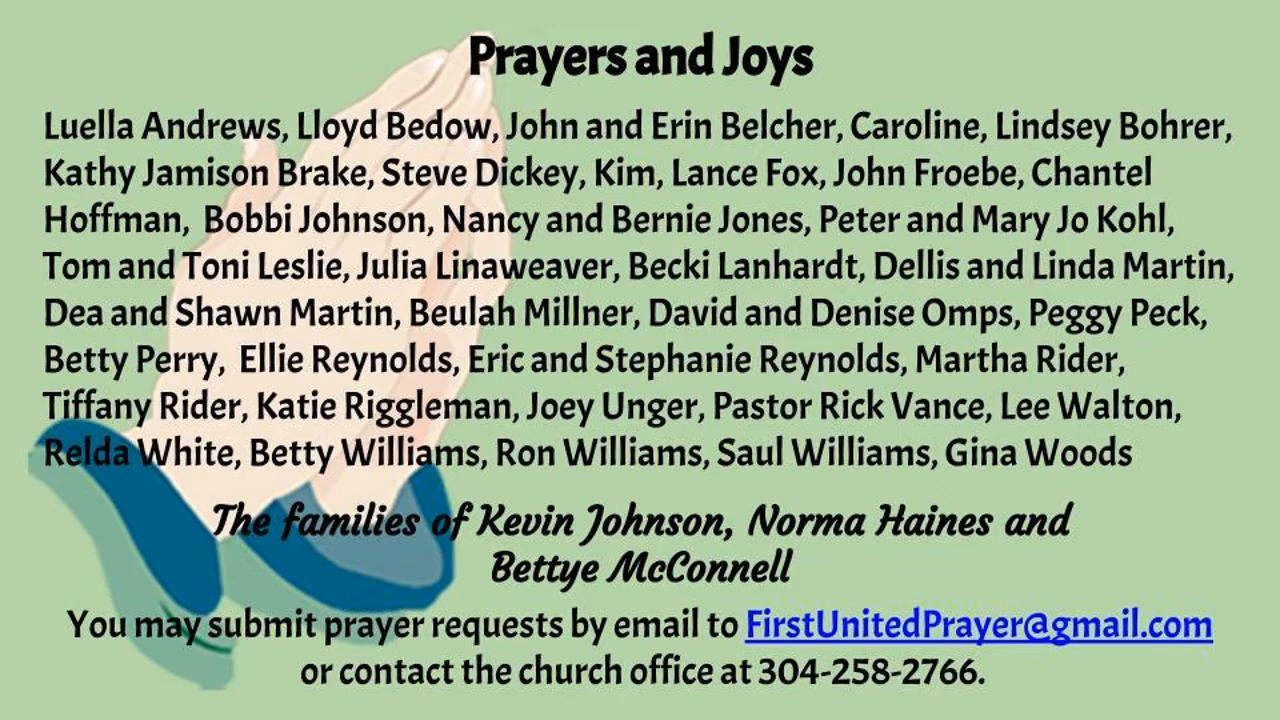 Prayers and Joys
Luella Andrews, Lloyd Bedow, John and Erin Belcher, Caroline, Lindsey Bohrer,
Kathy Jamison Brake, Steve Dickey, Kim, Lance Fox, John Froebe, Chantel
Hoffman, Bobbi Johnson, Nancy and Bernie Jones, Peter and Mary Jo Kohl,
Tom and Toni Leslie, Julia Linaweaver, Becki Lanhardt, Dellis and Linda Martin,
Dea and Shawn Martin, Beulah Millner, David and Denise Omps, Peggy Peck,
Betty Perry, Ellie Reynolds, Eric and Stephanie Reynolds, Martha Rider,
Tiffany Rider, Katie Riggleman, Joey Unger, Pastor Rick Vance, Lee Walton,
Relda White, Betty Williams, Ron Williams, Saul Williams, Gina Woods
The families of Kevin Johnson, Norma Haines and
Bettye McConnell
You may submit prayer requests by email to FirstUnitedPrayer@gmail.com
or contact the church office at 304-258-2766.